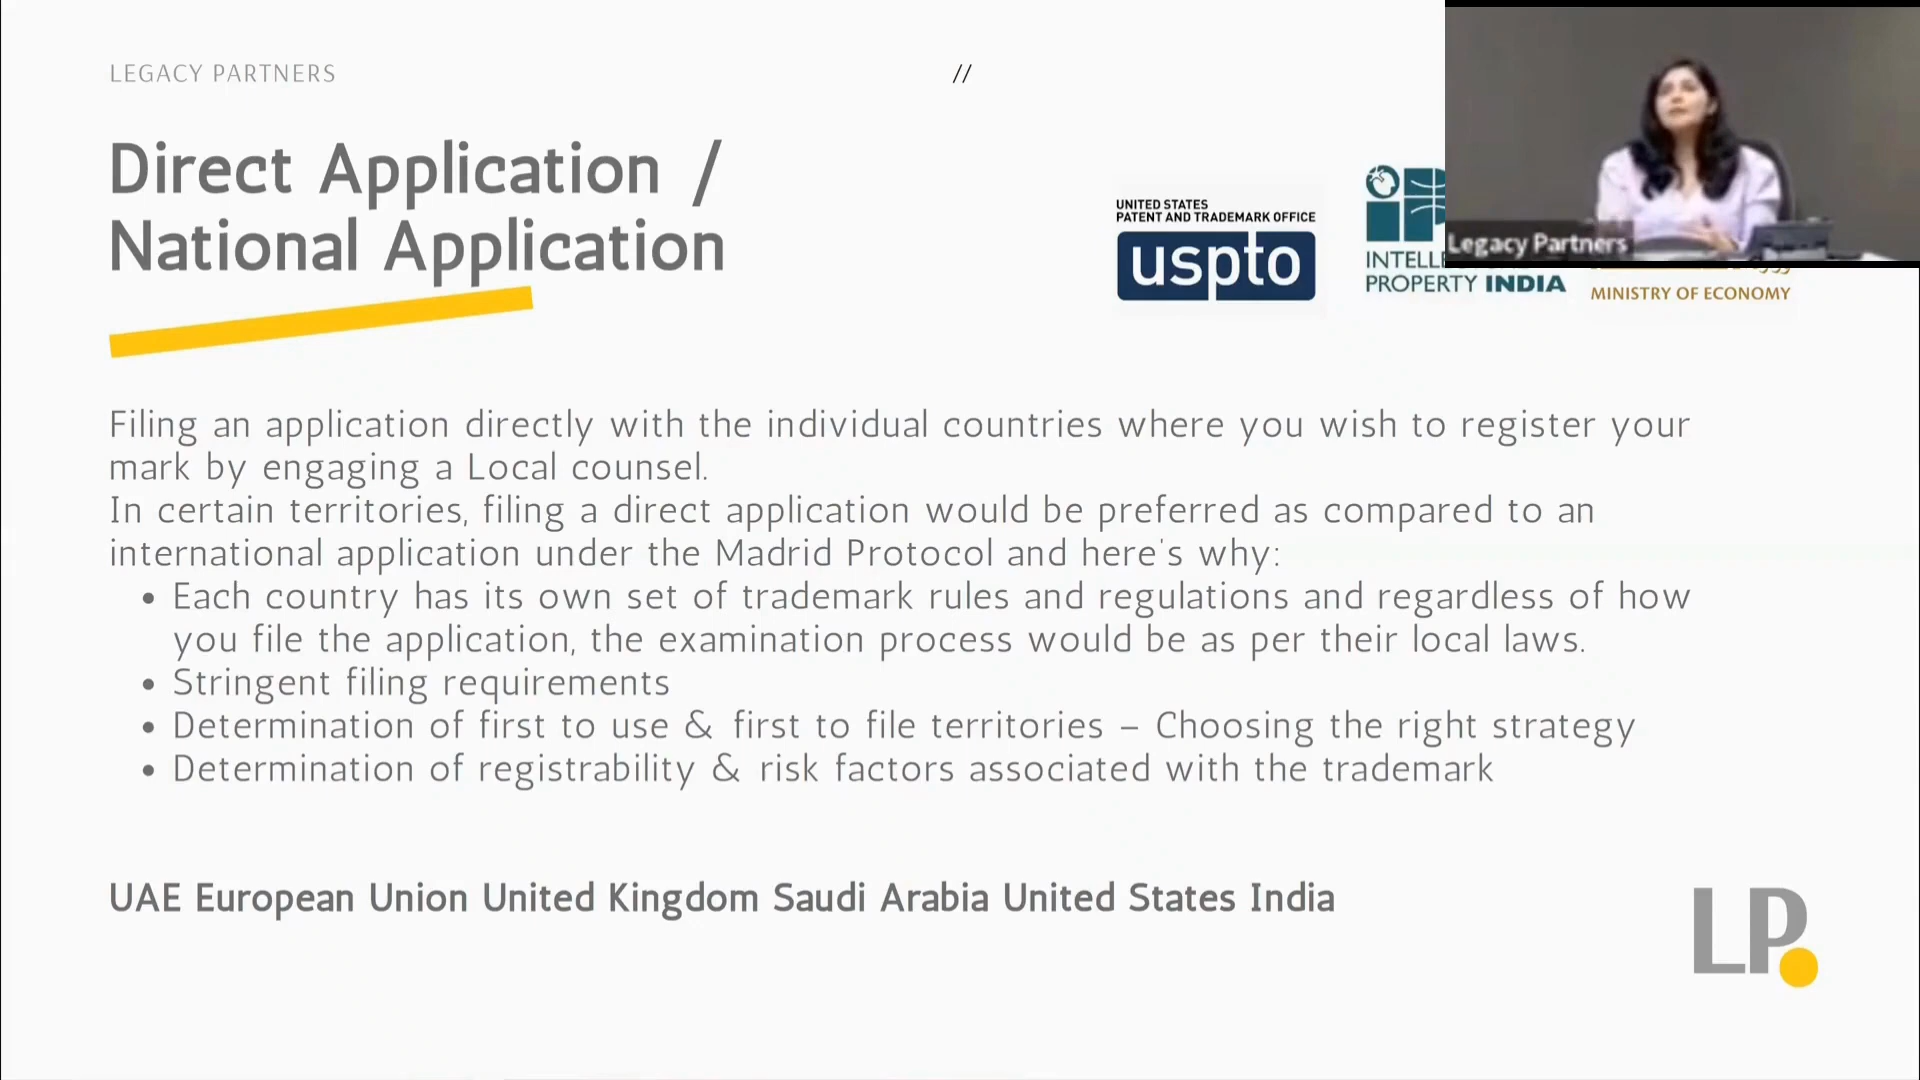 LEGACY PARTNERS
//
Direct Application /
National Application
UNITED STATES
PATENT AND TRADEMARK OFFICE
uspto
PROPERTY INDIA
MINISTRY OF ECONOMY
Legacy Partners
Filing an application directly with the individual countries where you wish to register your
mark by engaging a Local counsel.
In certain territories, filing a direct application would be preferred as compared to an
international application under the Madrid Protocol and here's why:
• Each country has its own set of trademark rules and regulations and regardless of how
you file the application, the examination process would be as per their local laws.
• Stringent filing requirements
• Determination of first to use & first to file territories – Choosing the right strategy
• Determination of registrability & risk factors associated with the trademark
UAE European Union United Kingdom Saudi Arabia United States India
LP.